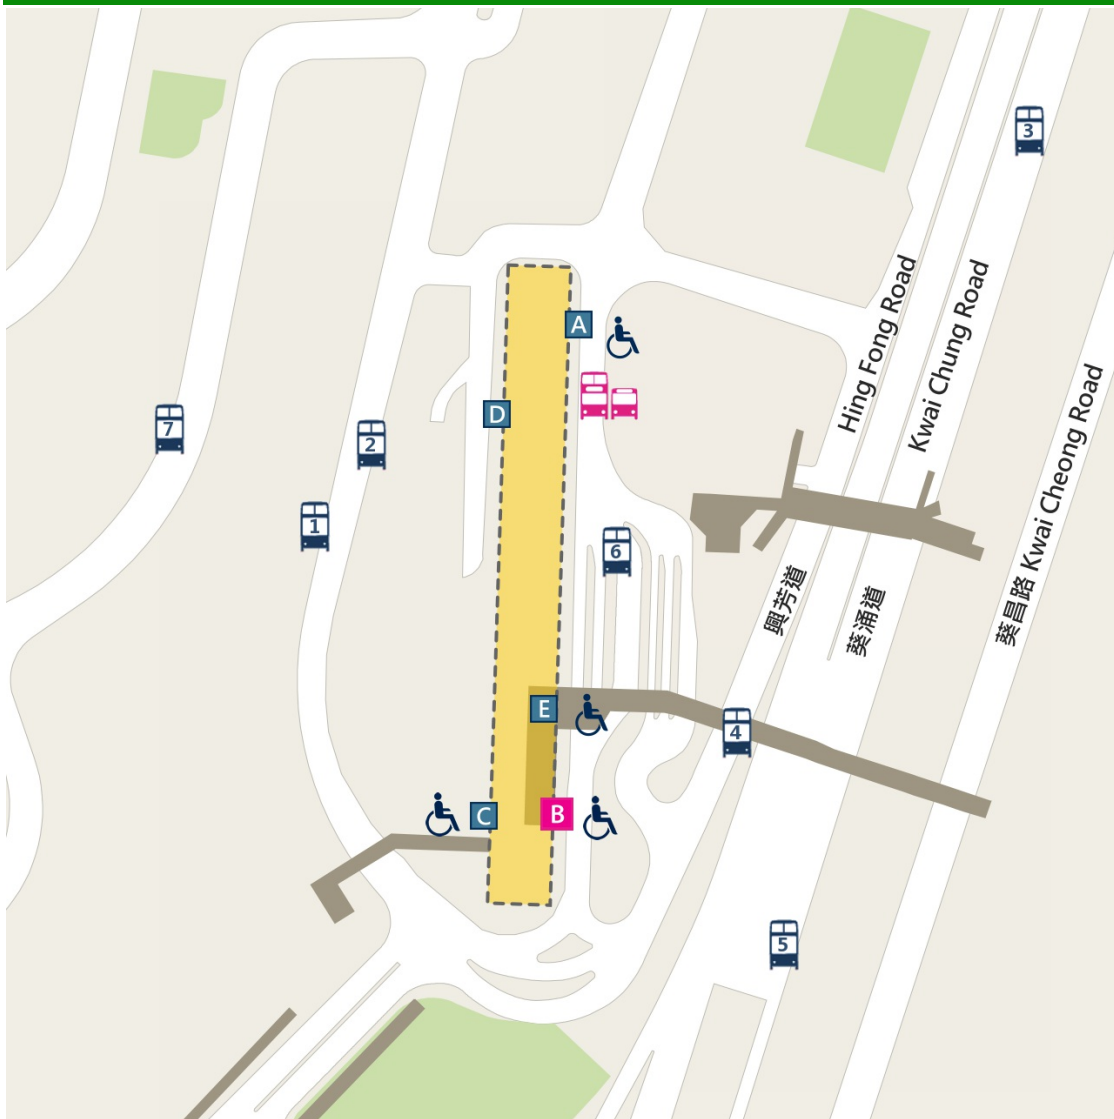 3
Hing Fong Road
Kwai Chung Road
A
葵昌路 Kwai Cheong Road
D
7
2
1
6
興芳道
葵涌道
E
4
C
B
5